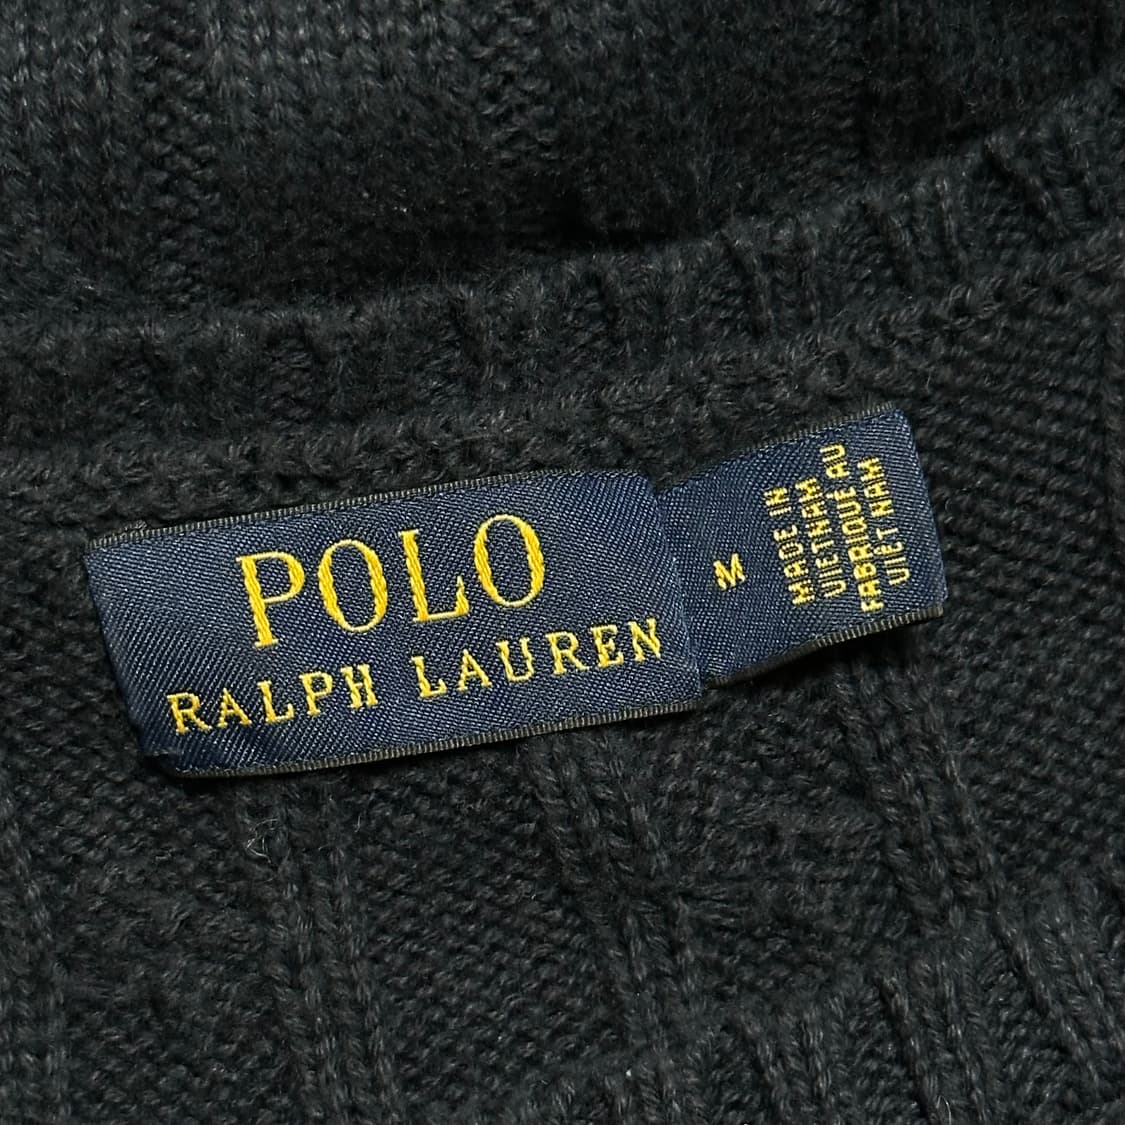 POLO
RALPH LAUREN
M
MADE IN
VIETNAM
FABRIQUÉ AU
VIÊT NAM